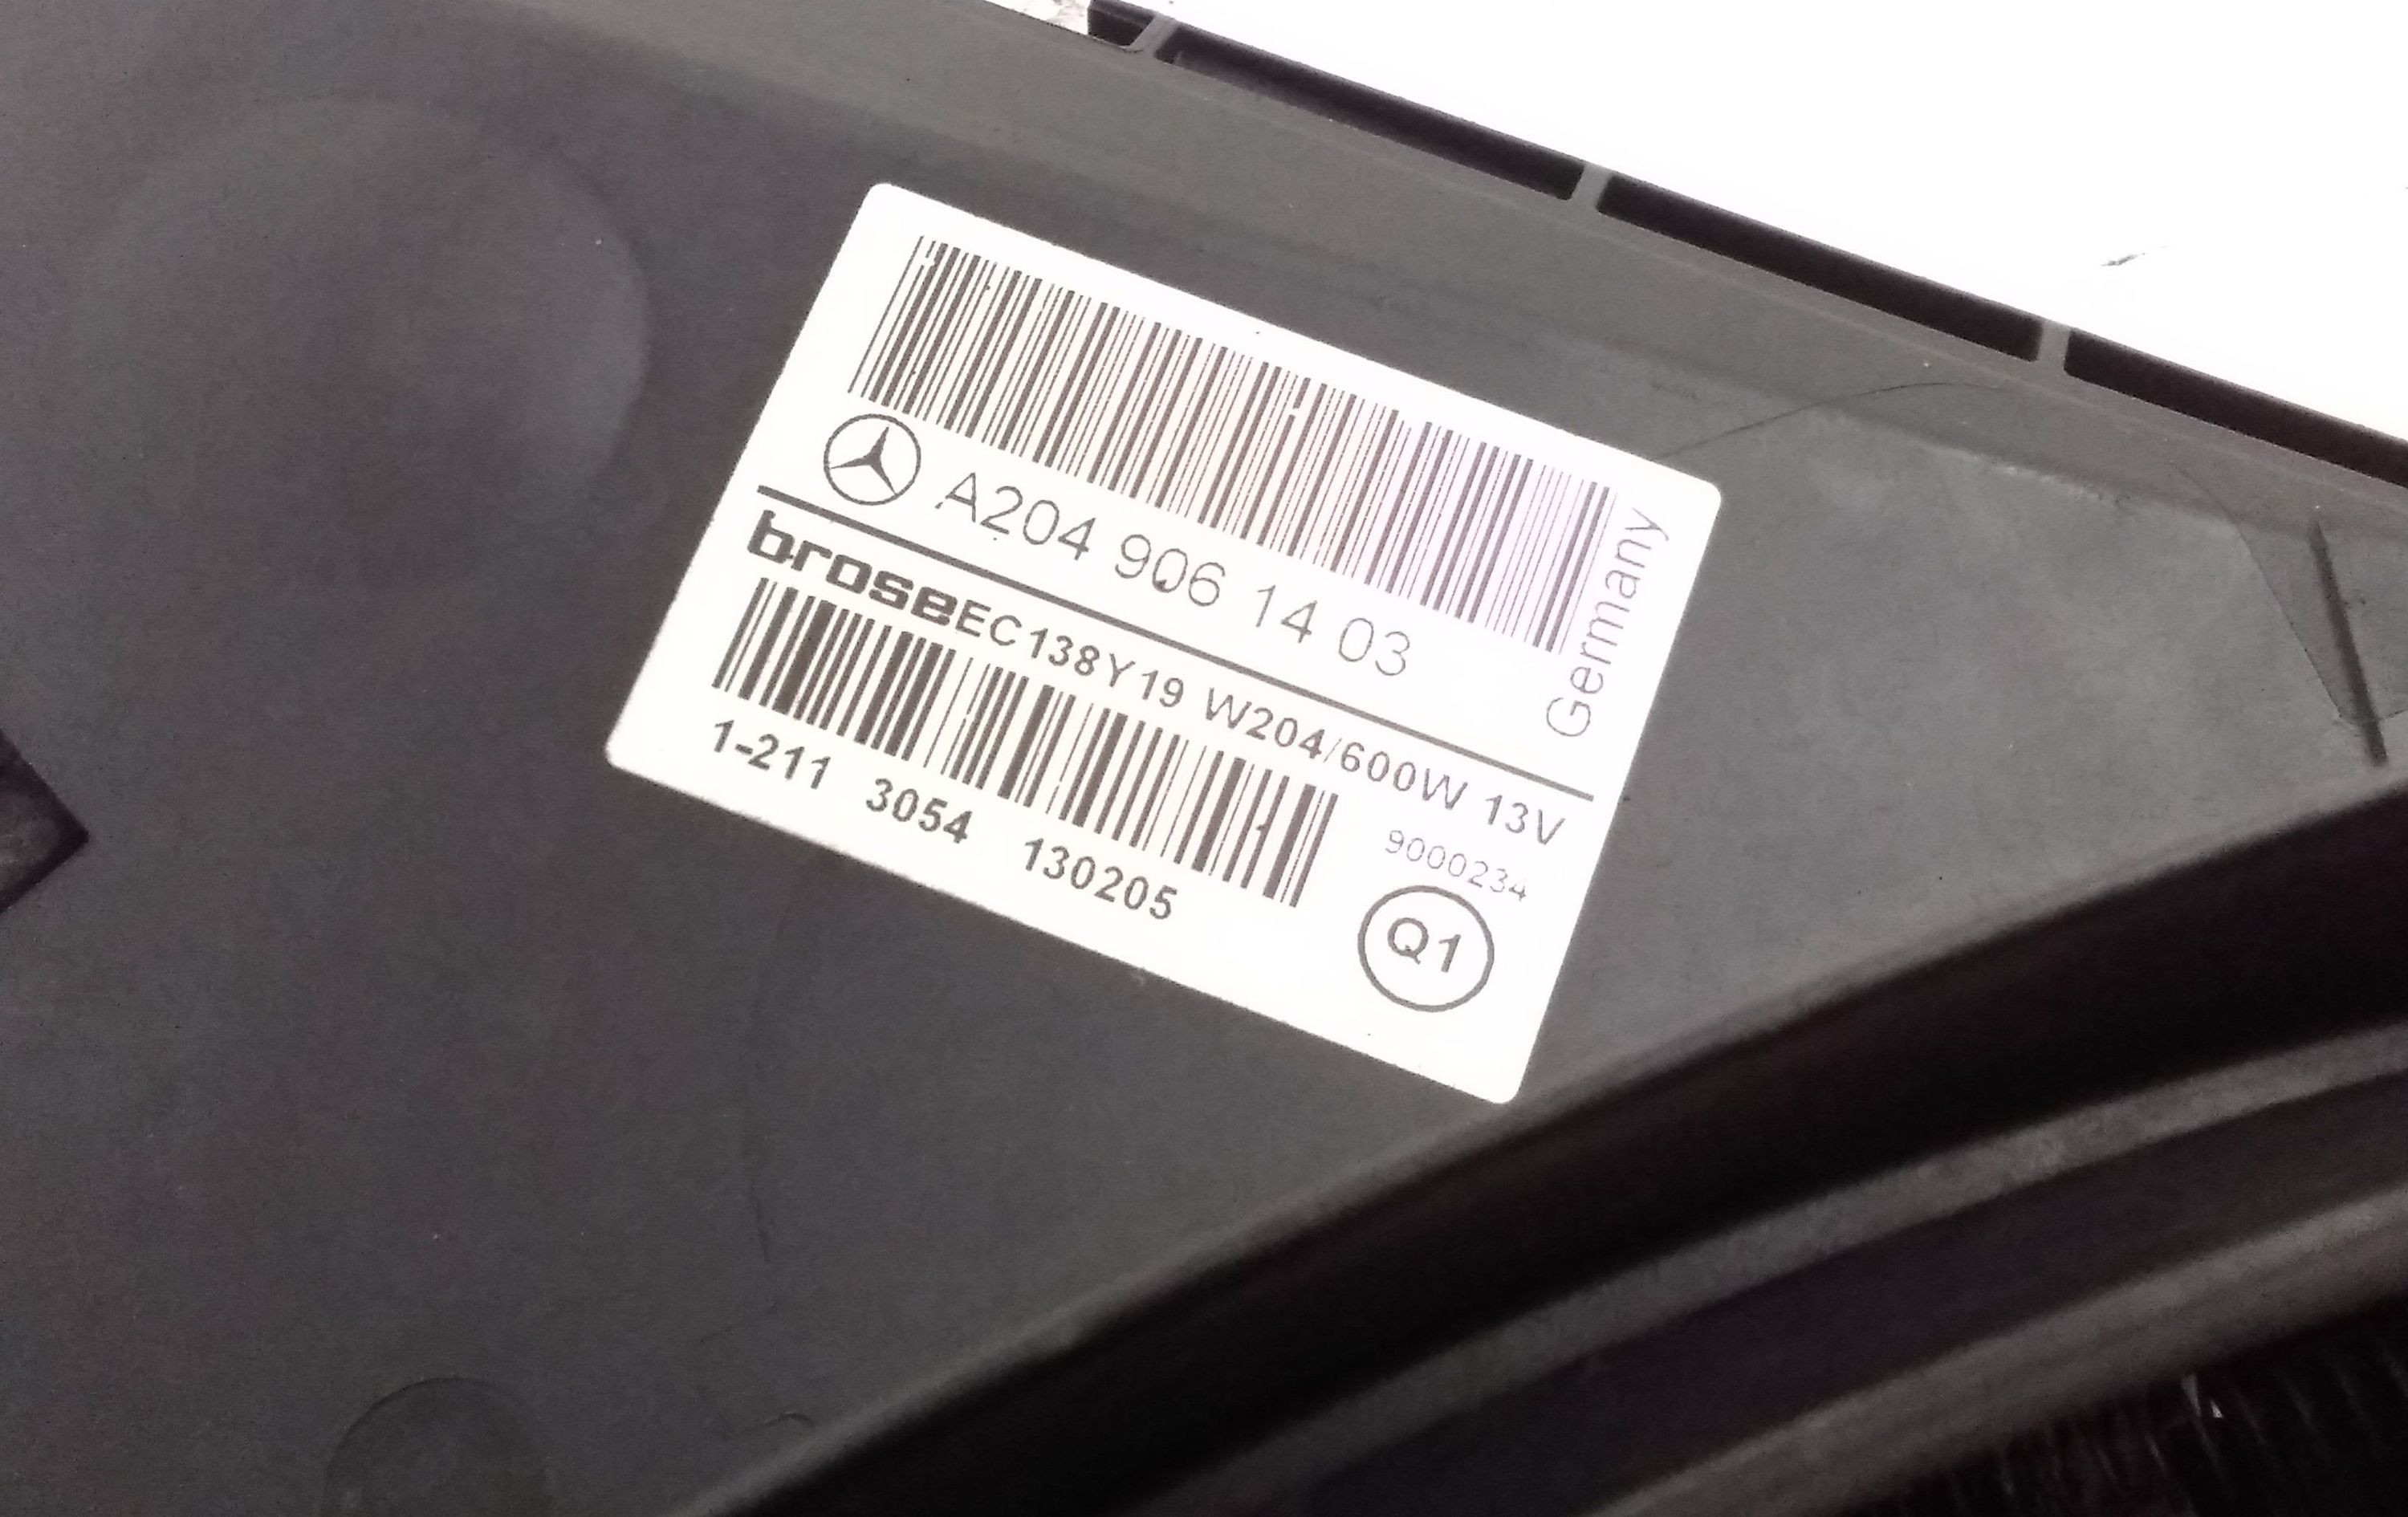 A204 906 14 03
Germany
brose EC138Y19 W204/600W 13V
9000234
1-211 3054 130205
Q1